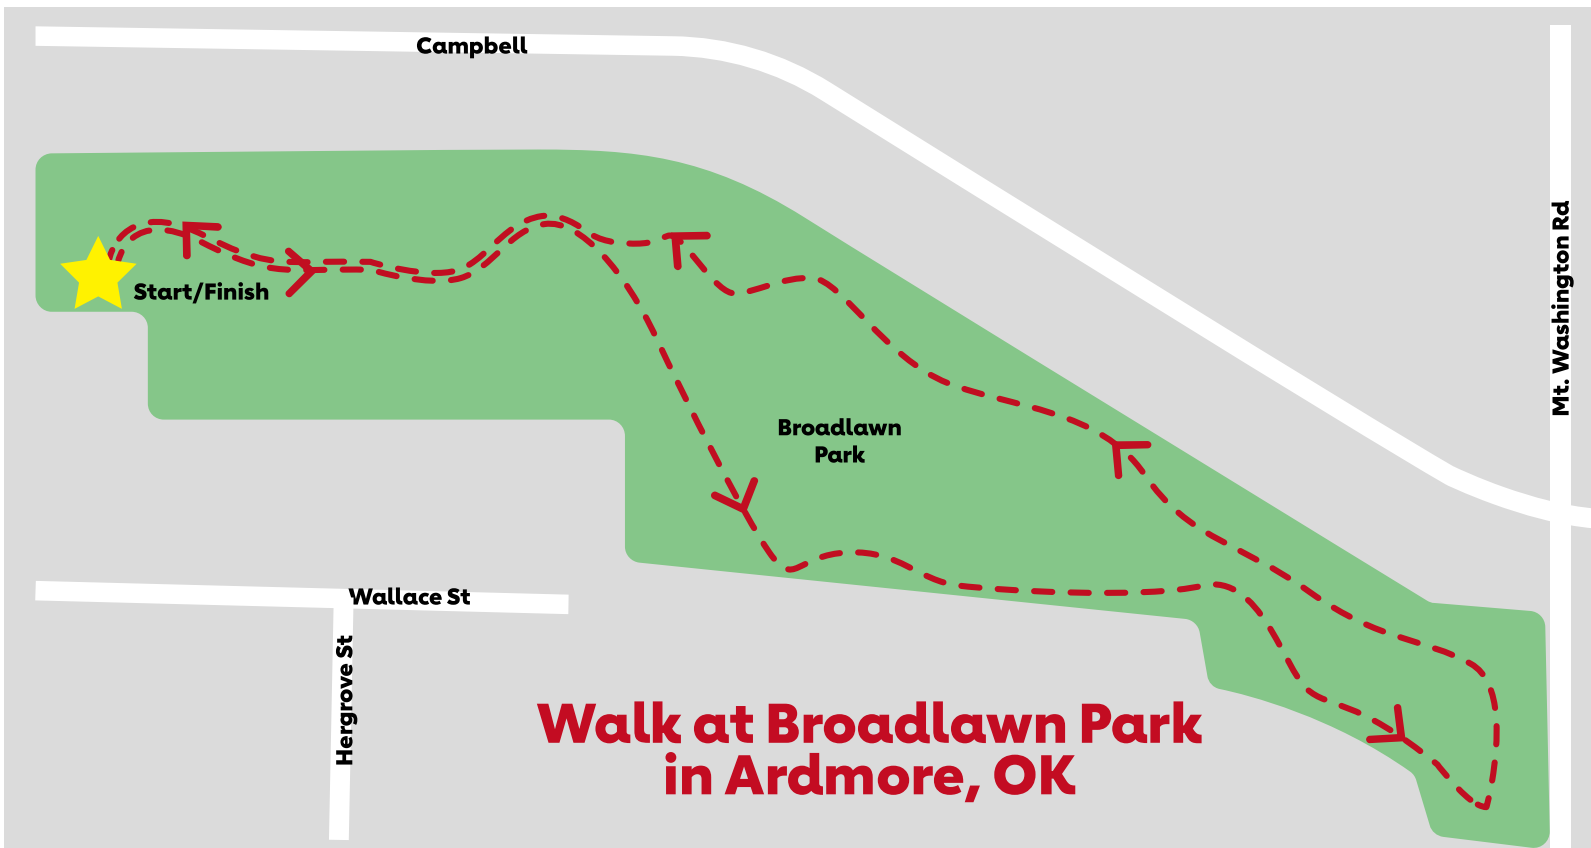 Campbell
Mt. Washington Rd
Start/Finish
Broadlawn
Park
Wallace St
Hergrove St
Walk at Broadlawn Park
in Ardmore, OK